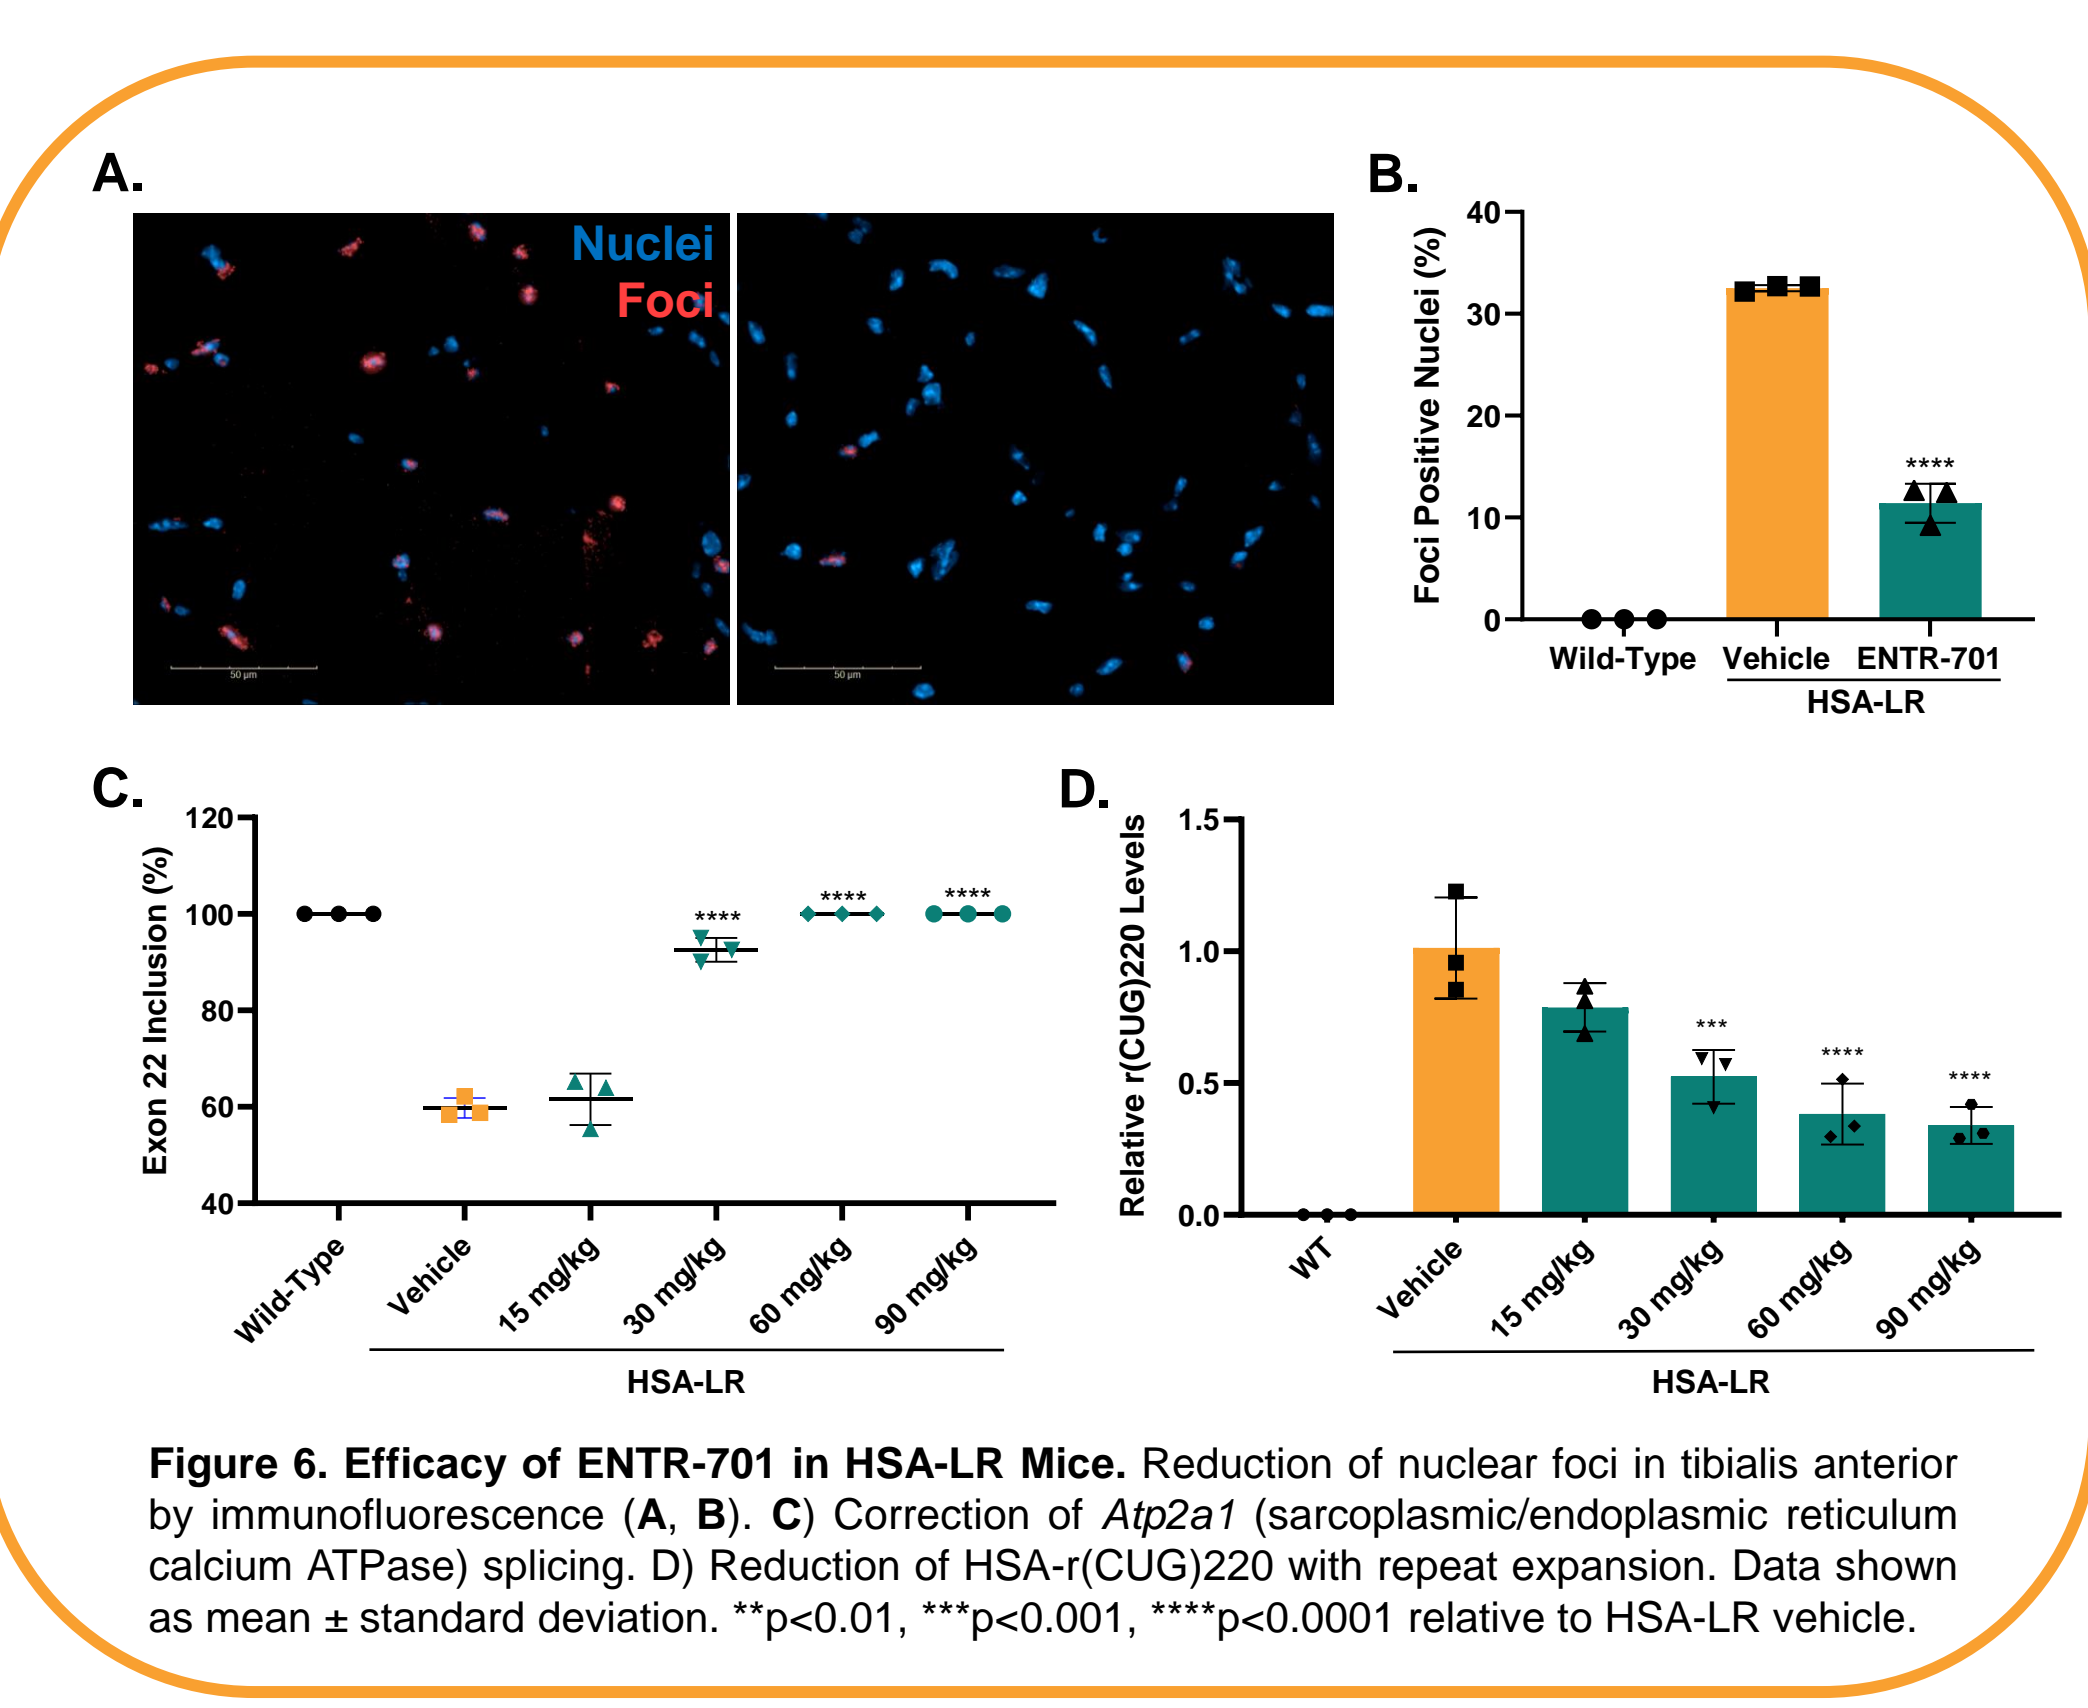 A.
Nuclei
Foci
50 µm
50 µm
B.
Foci Positive Nuclei (%)
40
30
20
10
0
****
Wild-Type Vehicle ENTR-701
HSA-LR
C.
Exon 22 Inclusion (%)
120
100
80
60
40
**** **** ****
Wild-Type Vehicle 15 mg/kg 30 mg/kg 60 mg/kg 90 mg/kg
HSA-LR
D.
Relative r(CUG)220 Levels
1.5
1.0
0.5
0.0
*** **** ****
WT Vehicle 15 mg/kg 30 mg/kg 60 mg/kg 90 mg/kg
HSA-LR
Figure 6. Efficacy of ENTR-701 in HSA-LR Mice. Reduction of nuclear foci in tibialis anterior
by immunofluorescence (A, B). C) Correction of Atp2a1 (sarcoplasmic/endoplasmic reticulum
calcium ATPase) splicing. D) Reduction of HSA-r(CUG)220 with repeat expansion. Data shown
as mean ± standard deviation. **p<0.01, ***p<0.001, ****p<0.0001 relative to HSA-LR vehicle.